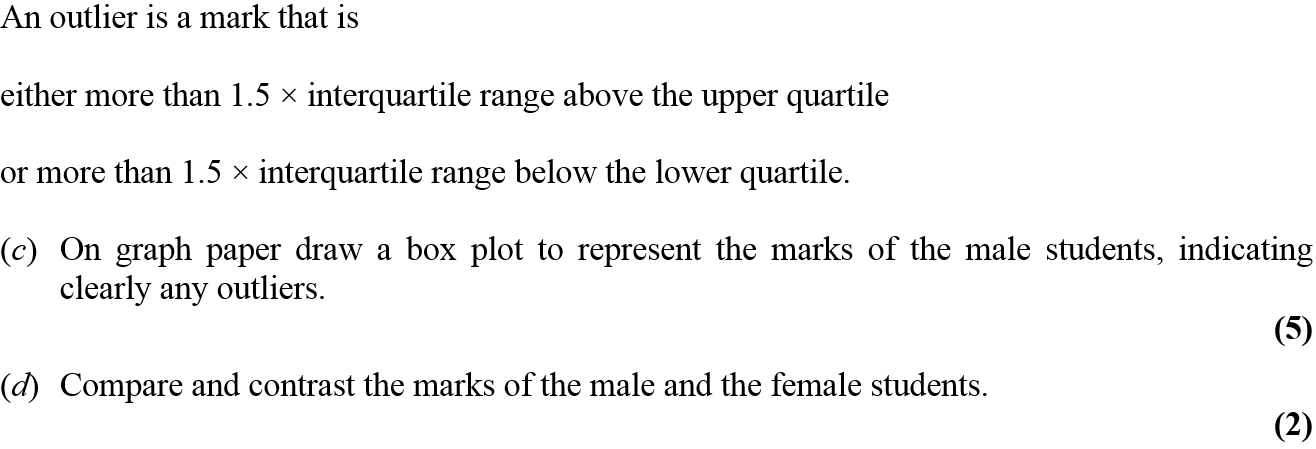 An outlier is a mark that is
either more than 1.5 × interquartile range above the upper quartile
or more than 1.5 × interquartile range below the lower quartile.
(c) On graph paper draw a box plot to represent the marks of the male students, indicating
clearly any outliers.
(5)
(d) Compare and contrast the marks of the male and the female students.
(2)